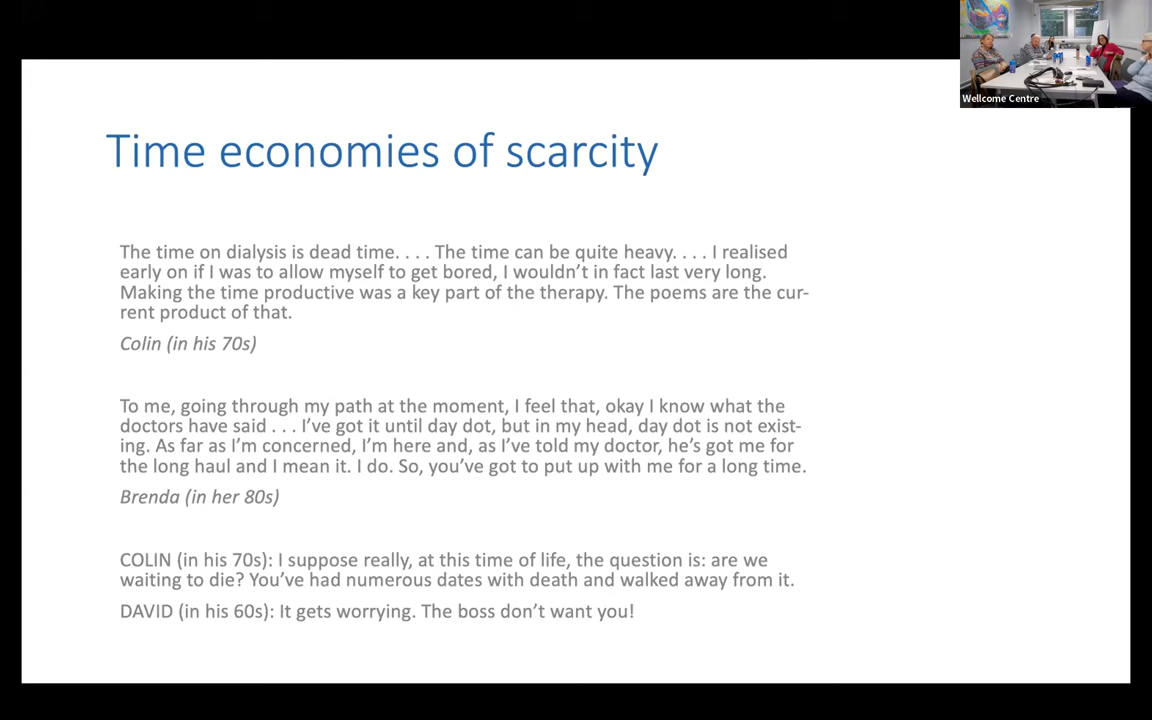 Wellcome Centre
Time economies of scarcity
The time on dialysis is dead time. . . . The time can be quite heavy. . . . I realised
early on if I was to allow myself to get bored, I wouldn’t in fact last very long.
Making the time productive was a key part of the therapy. The poems are the cur-
rent product of that.
Colin (in his 70s)
To me, going through my path at the moment, I feel that, okay I know what the
doctors have said . . . I’ve got it until day dot, but in my head, day dot is not exist-
ing. As far as I’m concerned, I’m here and, as I’ve told my doctor, he’s got me for
the long haul and I mean it. I do. So, you’ve got to put up with me for a long time.
Brenda (in her 80s)
COLIN (in his 70s): I suppose really, at this time of life, the question is: are we
waiting to die? You’ve had numerous dates with death and walked away from it.
DAVID (in his 60s): It gets worrying. The boss don’t want you!